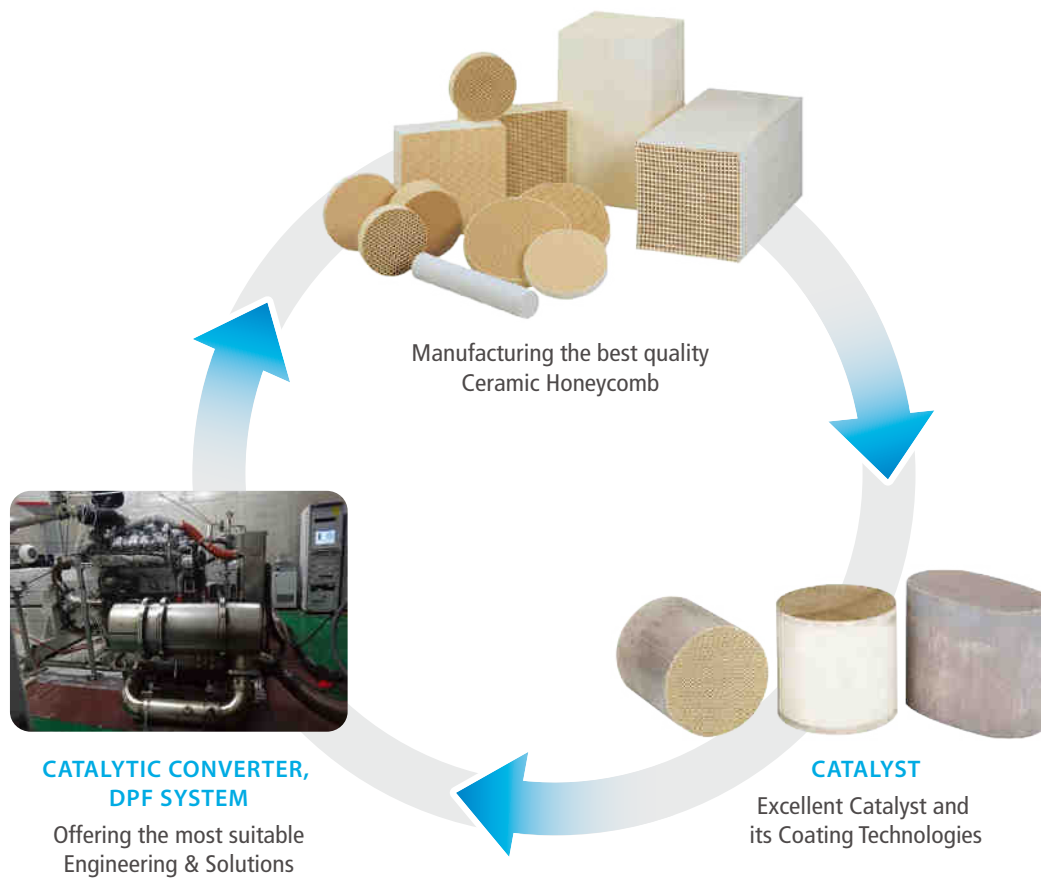 Manufacturing the best quality
Ceramic Honeycomb
CATALYTIC CONVERTER,
DPF SYSTEM
Offering the most suitable
Engineering & Solutions
CATALYST
Excellent Catalyst and
its Coating Technologies